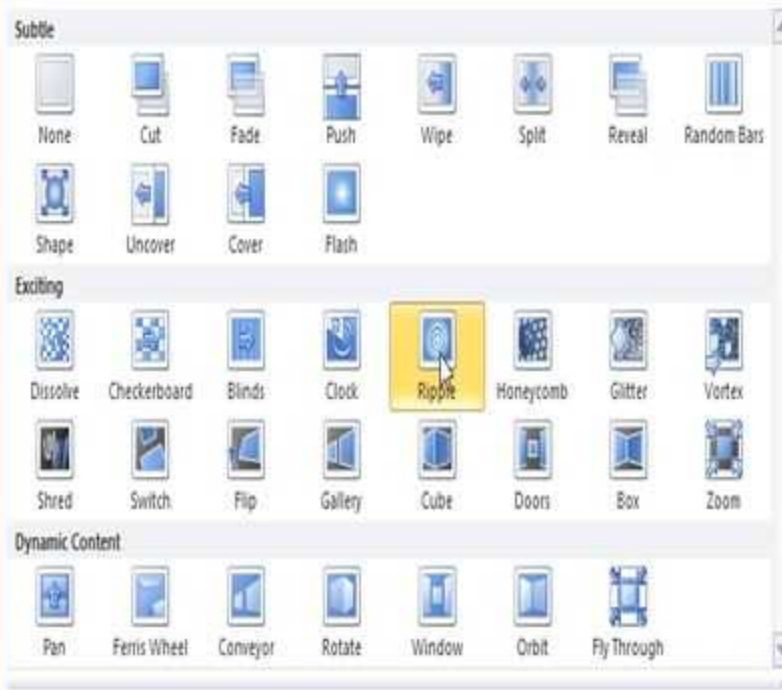 Subtle
None Cut Fade Push Wipe Split Reveal Random Bars
Shape Uncover Cover Flash
Exciting
Dissolve Checkerboard Blinds Clock Ripple Honeycomb Glitter Vortex
Shred Switch Flip Gallery Cube Doors Box Zoom
Dynamic Content
Pan Ferris Wheel Conveyor Rotate Window Orbit Fly Through